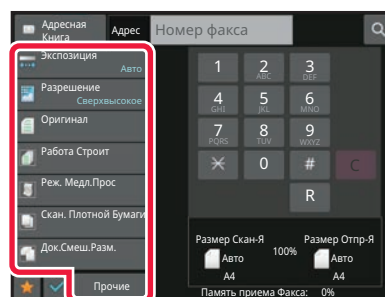 Адресная
Книга
Адрес
Номер факса
Экспозиция
Авто
Разрешение
Сверхвысокое
Оригинал
Работа Строит
Реж. Медл.Прос
Скан. Плотной Бумаги
Док.Смеш.Разм.
Прочие
1
2
ABC
3
DEF
4
GHI
5
JKL
6
MNO
7
PQRS
8
TUV
9
WXYZ
0
#
C
R
Размер Скан-Я
Авто
A4
100%
Размер Отпр-Я
Авто
A4
Память приема Факса: 0%